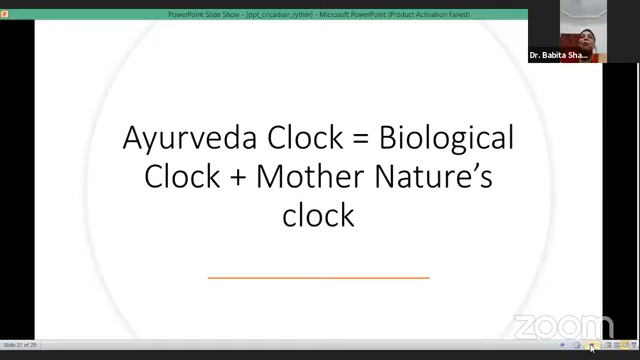 PowerPoint Slide Show - [ppt_circadian_rythm] - Microsoft PowerPoint (Product Activation Failed)
Dr. Babita Sha...
Ayurveda Clock = Biological
Clock + Mother Nature's
clock
zoom
Slide 21 of 29